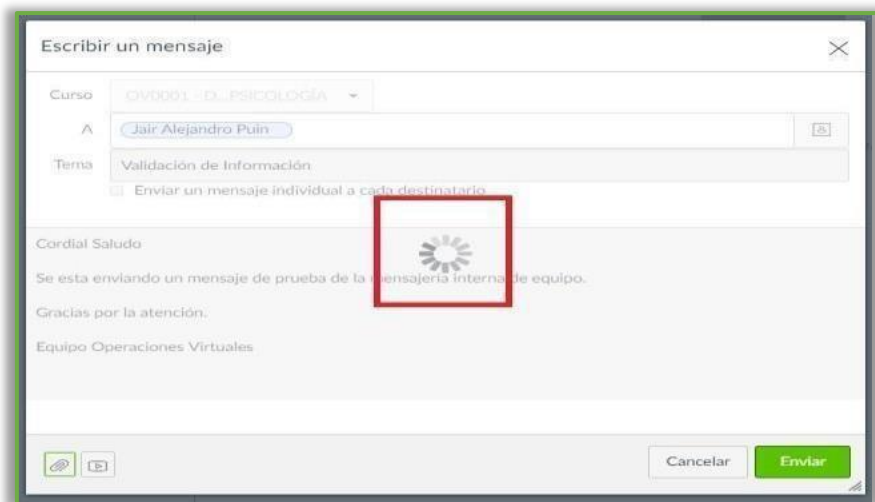 Escribir un mensaje
Curso OV0001 - D...PSICOLOGÍA
A Jair Alejandro Puin
Tema Validación de Información
Enviar un mensaje individual a cada destinatario
Cordial Saludo
Se esta enviando un mensaje de prueba de la mensajería interna de equipo.
Gracias por la atención.
Equipo Operaciones Virtuales
Cancelar Enviar